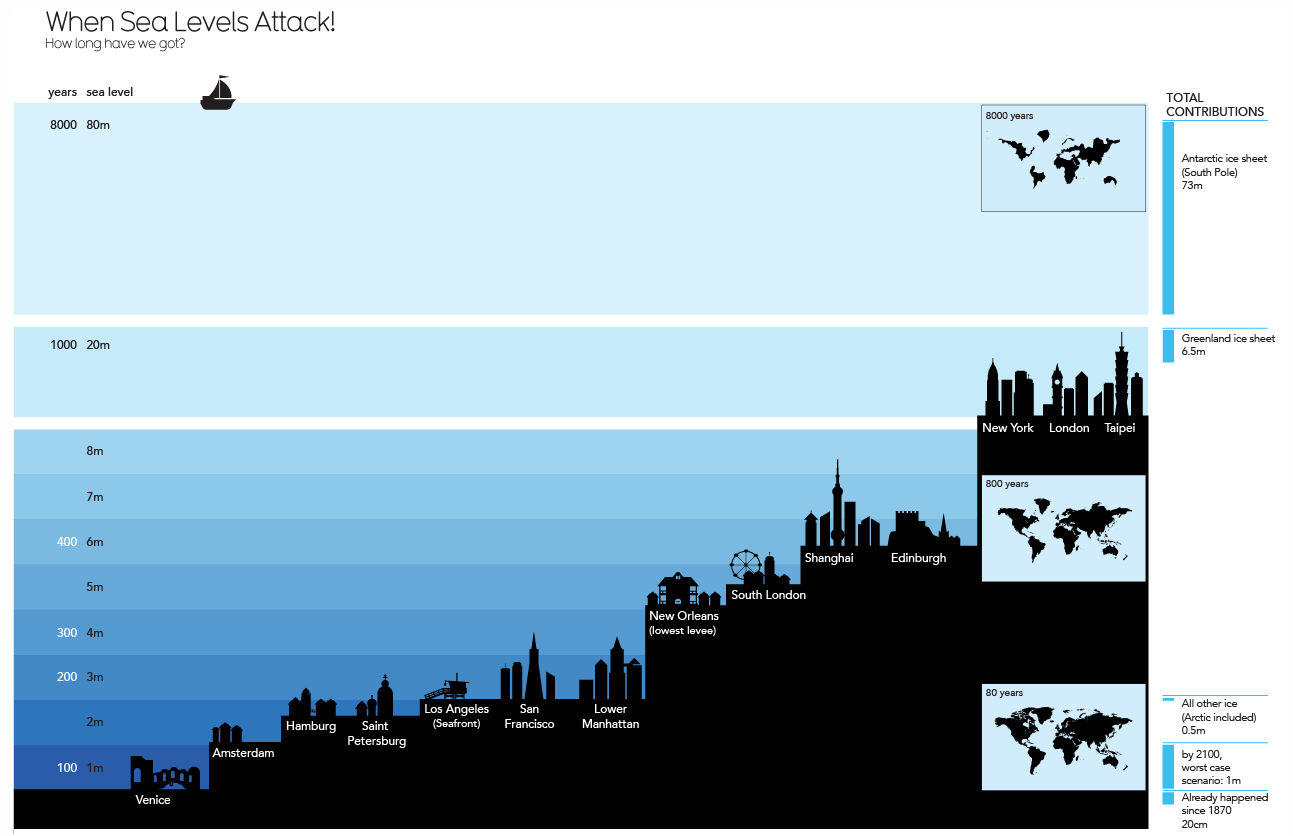 When Sea Levels Attack!
How long have we got?
years sea level
8000 80m
8000 years
TOTAL
CONTRIBUTIONS
Antarctic ice sheet
(South Pole)
73m
1000 20m
Greenland ice sheet
6.5m
New York London Taipei
8m
7m
800 years
400 6m
Shanghai Edinburgh
5m
South London
300 4m
New Orleans
(lowest levee)
200 3m
80 years
Los Angeles
(Seafront)
San
Francisco
Lower
Manhattan
2m
Hamburg
Saint
Petersburg
Amsterdam
All other ice
(Arctic included)
0.5m
100 1m
by 2100,
worst case
scenario: 1m
Venice
Already happened
since 1870
20cm